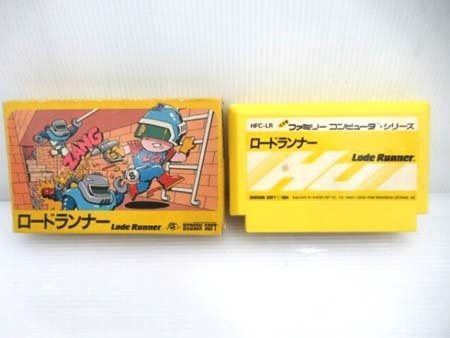 ZANG
ロードランナー
Lode Runner
HUDSON SOFT
HFC-LR
ファミリー コンピュータ・シリーズ
ロードランナー
Lode Runner
HUDSON SOFT © 1984